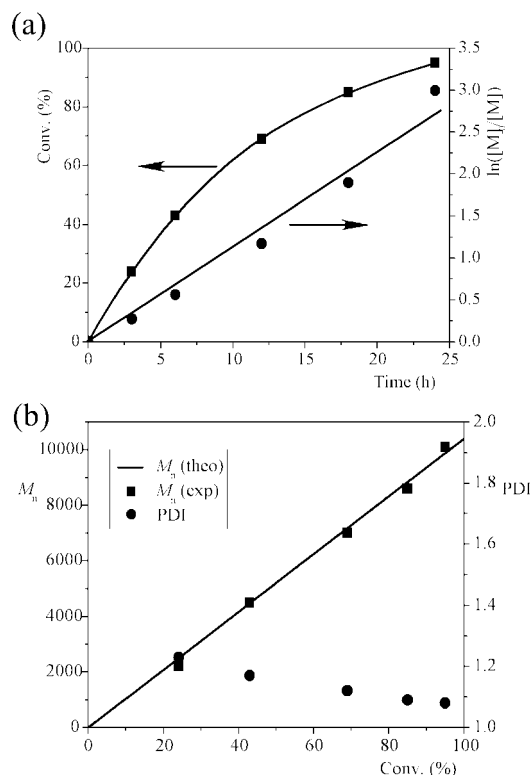 (a)
Conv. (%)
100
80
60
40
20
0
ln([M]₀/[M])
3.5
3.0
2.5
2.0
1.5
1.0
0.5
0.0
0 5 10 15 20 25
Time (h)
(b)
Mn
10000
8000
6000
4000
2000
0
Mn (theo)
Mn (exp)
PDI
PDI
2.0
1.8
1.6
1.4
1.2
1.0
0 20 40 60 80 100
Conv. (%)